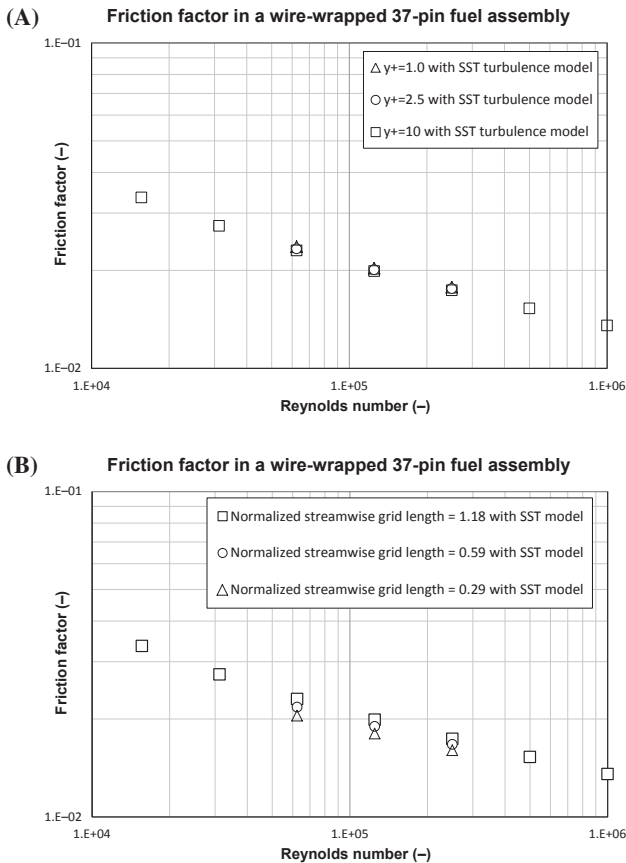 (A)
Friction factor in a wire-wrapped 37-pin fuel assembly
1.E–01
y+=1.0 with SST turbulence model
y+=2.5 with SST turbulence model
y+=10 with SST turbulence model
Friction factor (–)
1.E–02
1.E+04
1.E+05
1.E+06
Reynolds number (–)
(B)
Friction factor in a wire-wrapped 37-pin fuel assembly
1.E–01
Normalized streamwise grid length = 1.18 with SST model
Normalized streamwise grid length = 0.59 with SST model
Normalized streamwise grid length = 0.29 with SST model
Friction factor (–)
1.E–02
1.E+04
1.E+05
1.E+06
Reynolds number (–)